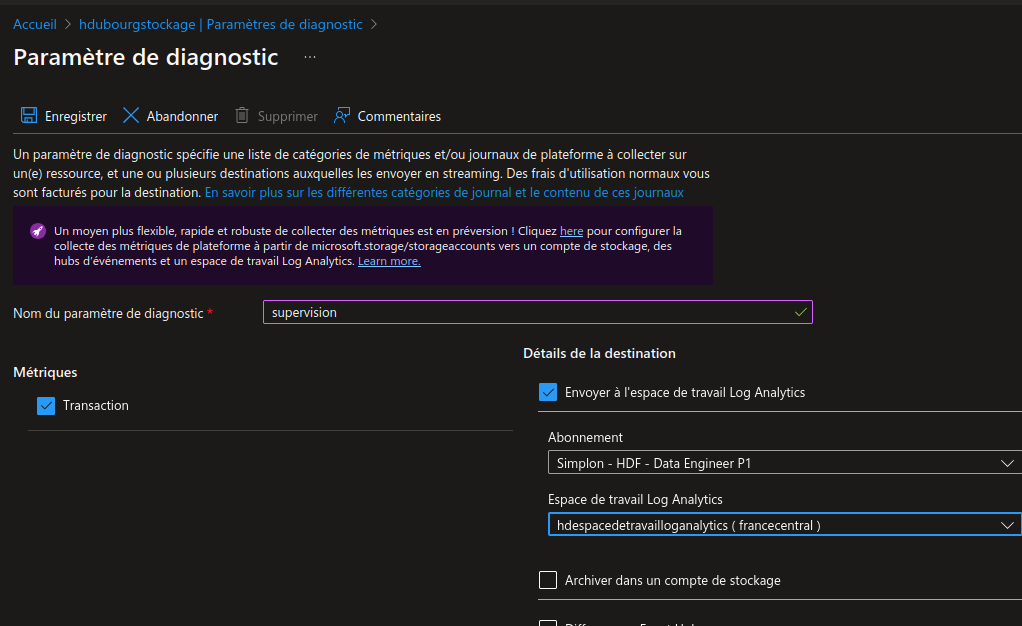 Accueil > hdubourgstockage | Paramètres de diagnostic >
Paramètre de diagnostic ...
Enregistrer Abandonner Supprimer Commentaires
Un paramètre de diagnostic spécifie une liste de catégories de métriques et/ou journaux de plateforme à collecter sur
un(e) ressource, et une ou plusieurs destinations auxquelles les envoyer en streaming. Des frais d'utilisation normaux vous
sont facturés pour la destination. En savoir plus sur les différentes catégories de journal et le contenu de ces journaux
Un moyen plus flexible, rapide et robuste de collecter des métriques est en préversion ! Cliquez here pour configurer la
collecte des métriques de plateforme à partir de microsoft.storage/storageaccounts vers un compte de stockage, des
hubs d'événements et un espace de travail Log Analytics. Learn more.
Nom du paramètre de diagnostic *
supervision
Métriques
Transaction
Détails de la destination
Envoyer à l'espace de travail Log Analytics
Abonnement
Simplon - HDF - Data Engineer P1
Espace de travail Log Analytics
hdespacedetravailloganalytics ( francecentral )
Archiver dans un compte de stockage